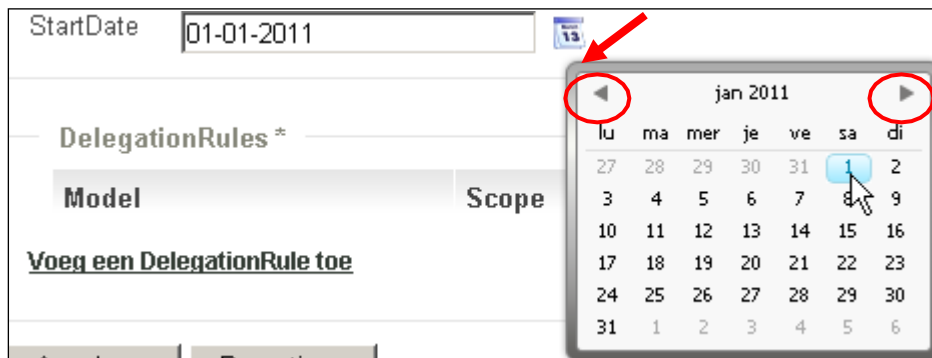 StartDate 01-01-2011 13
jan 2011
lu ma mer je ve sa di
27 28 29 30 31 1 2
3 4 5 6 7 8 9
10 11 12 13 14 15 16
17 18 19 20 21 22 23
24 25 26 27 28 29 30
31 1 2 3 4 5 6
DelegationRules *
Model Scope
Voeg een DelegationRule toe